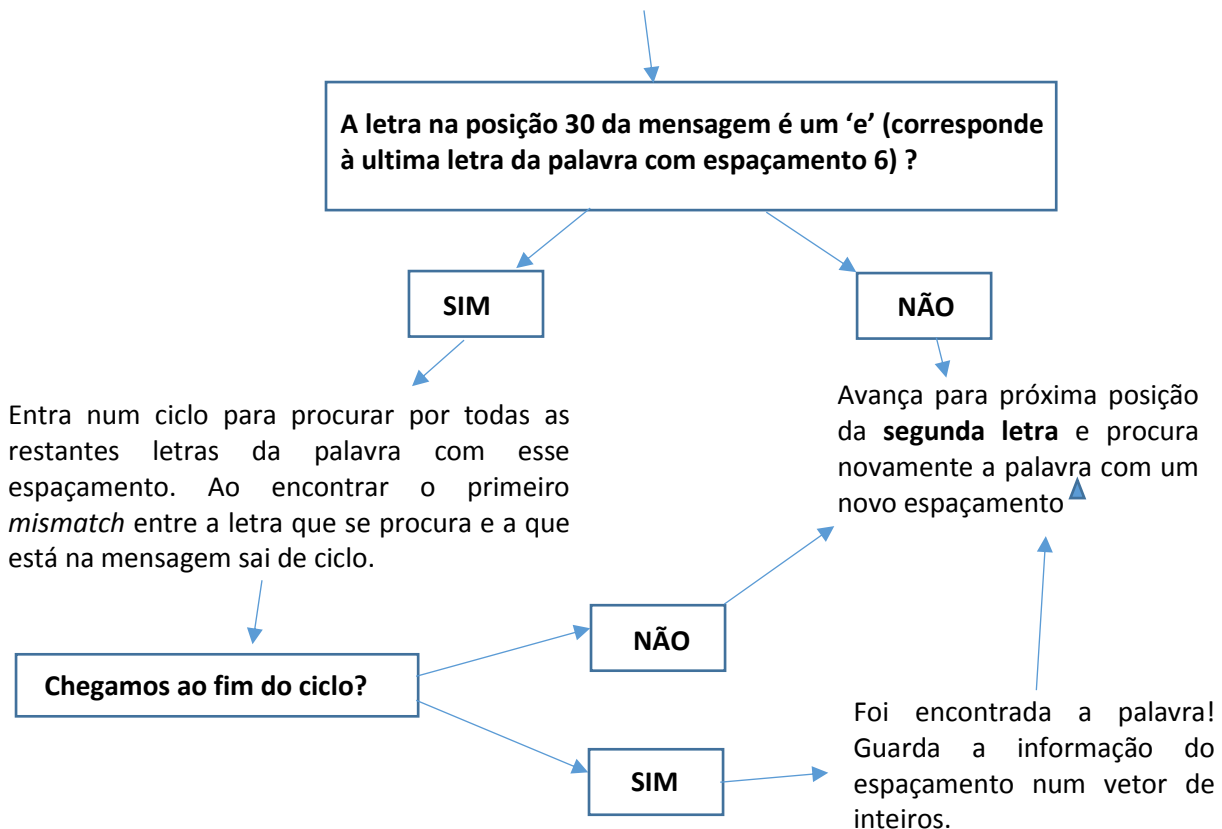 A letra na posição 30 da mensagem é um ‘e’ (corresponde
à ultima letra da palavra com espaçamento 6) ?
SIM
NÃO
Entra num ciclo para procurar por todas as
restantes letras da palavra com esse
espaçamento. Ao encontrar o primeiro
mismatch entre a letra que se procura e a que
está na mensagem sai de ciclo.
Avança para próxima posição
da segunda letra e procura
novamente a palavra com um
novo espaçamento
Chegamos ao fim do ciclo?
NÃO
SIM
Foi encontrada a palavra!
Guarda a informação do
espaçamento num vetor de
inteiros.